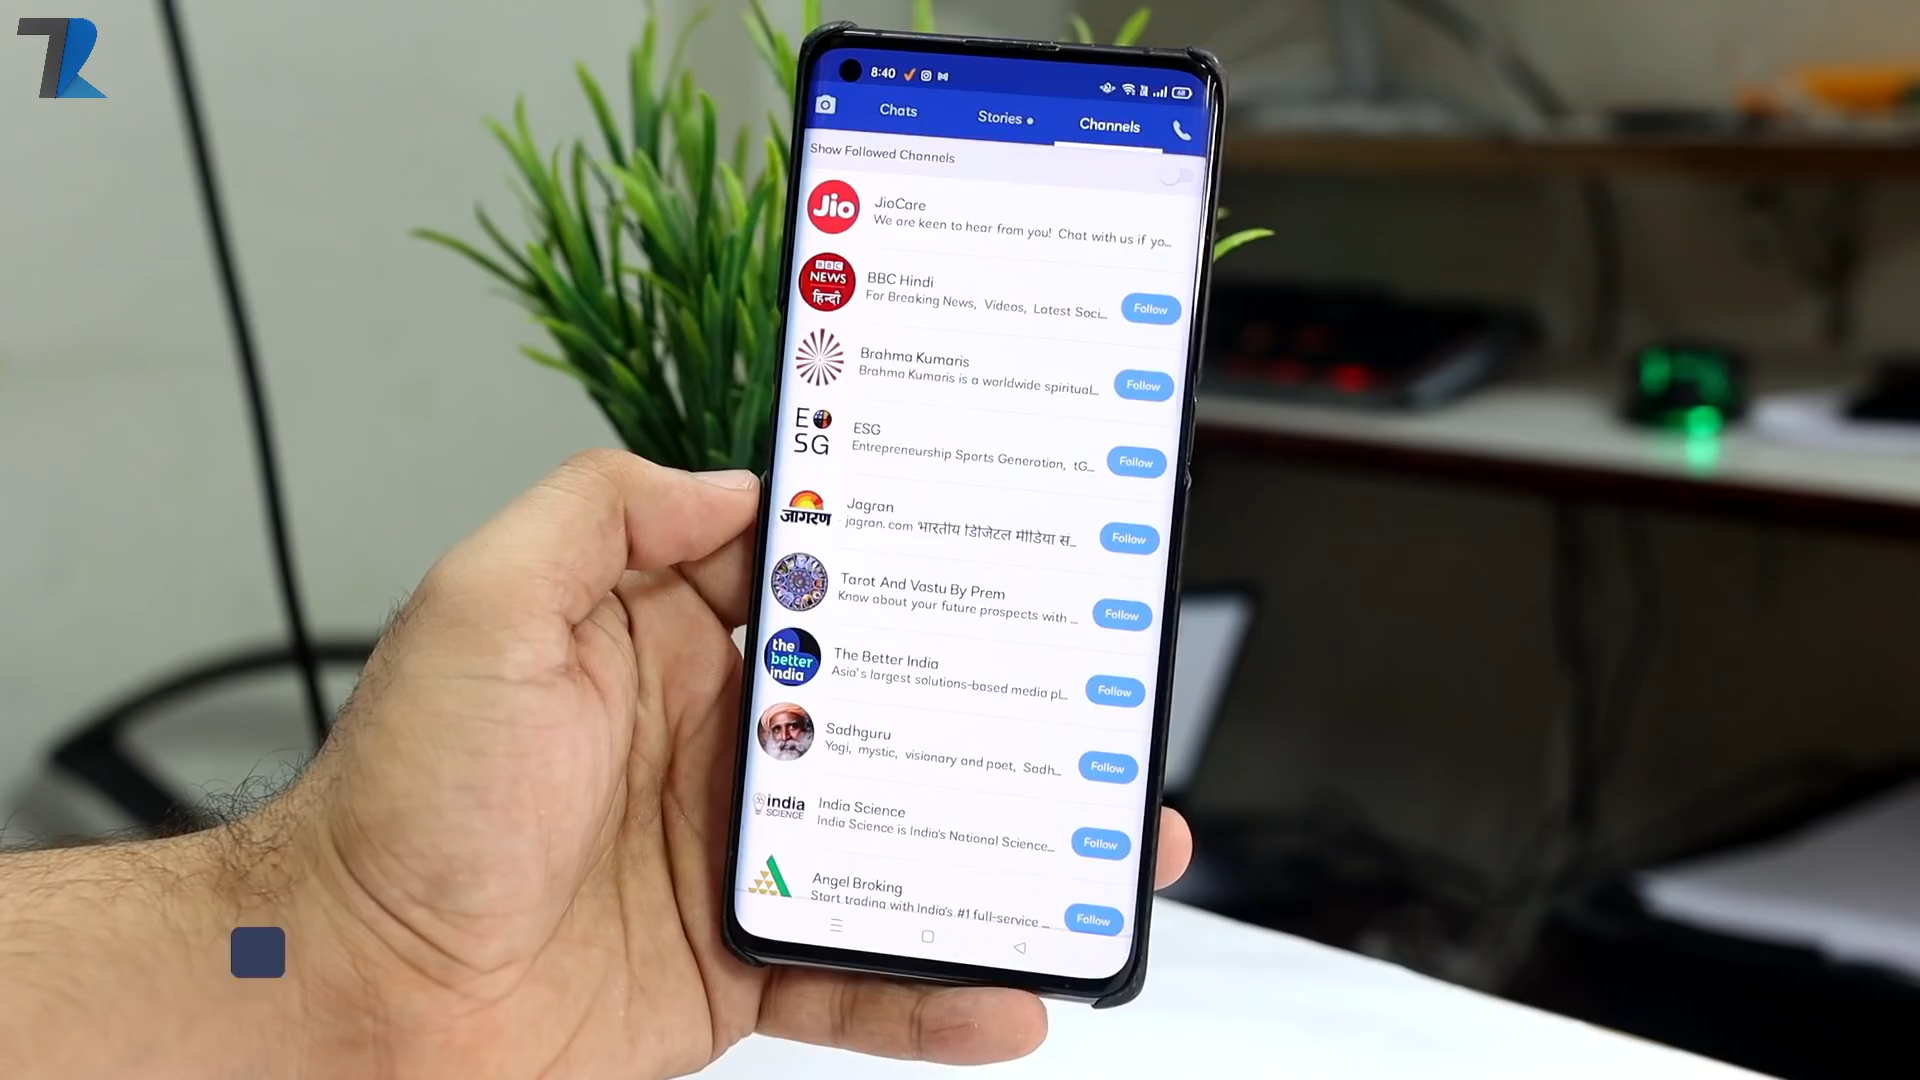 8:40
68
Chats
Stories
Channels
Show Followed Channels
Jio
JioCare
We are keen to hear from you! Chat with us if yo...
BBC
NEWS
हिन्दी
BBC Hindi
For Breaking News, Videos, Latest Soci...
Follow
Brahma Kumaris
Brahma Kumaris is a worldwide spiritual...
Follow
E
SG
ESG
Entrepreneurship Sports Generation, tG...
Follow
जागरण
Jagran
jagran.com भारतीय डिजिटल मीडिया सं...
Follow
Tarot And Vastu By Prem
Know about your future prospects with ...
Follow
the
better
india
The Better India
Asia's largest solutions-based media pl...
Follow
Sadhguru
Yogi, mystic, visionary and poet, Sadh...
Follow
india
SCIENCE
India Science
India Science is India's National Science...
Follow
Angel Broking
Start trading with India's #1 full-service ...
Follow